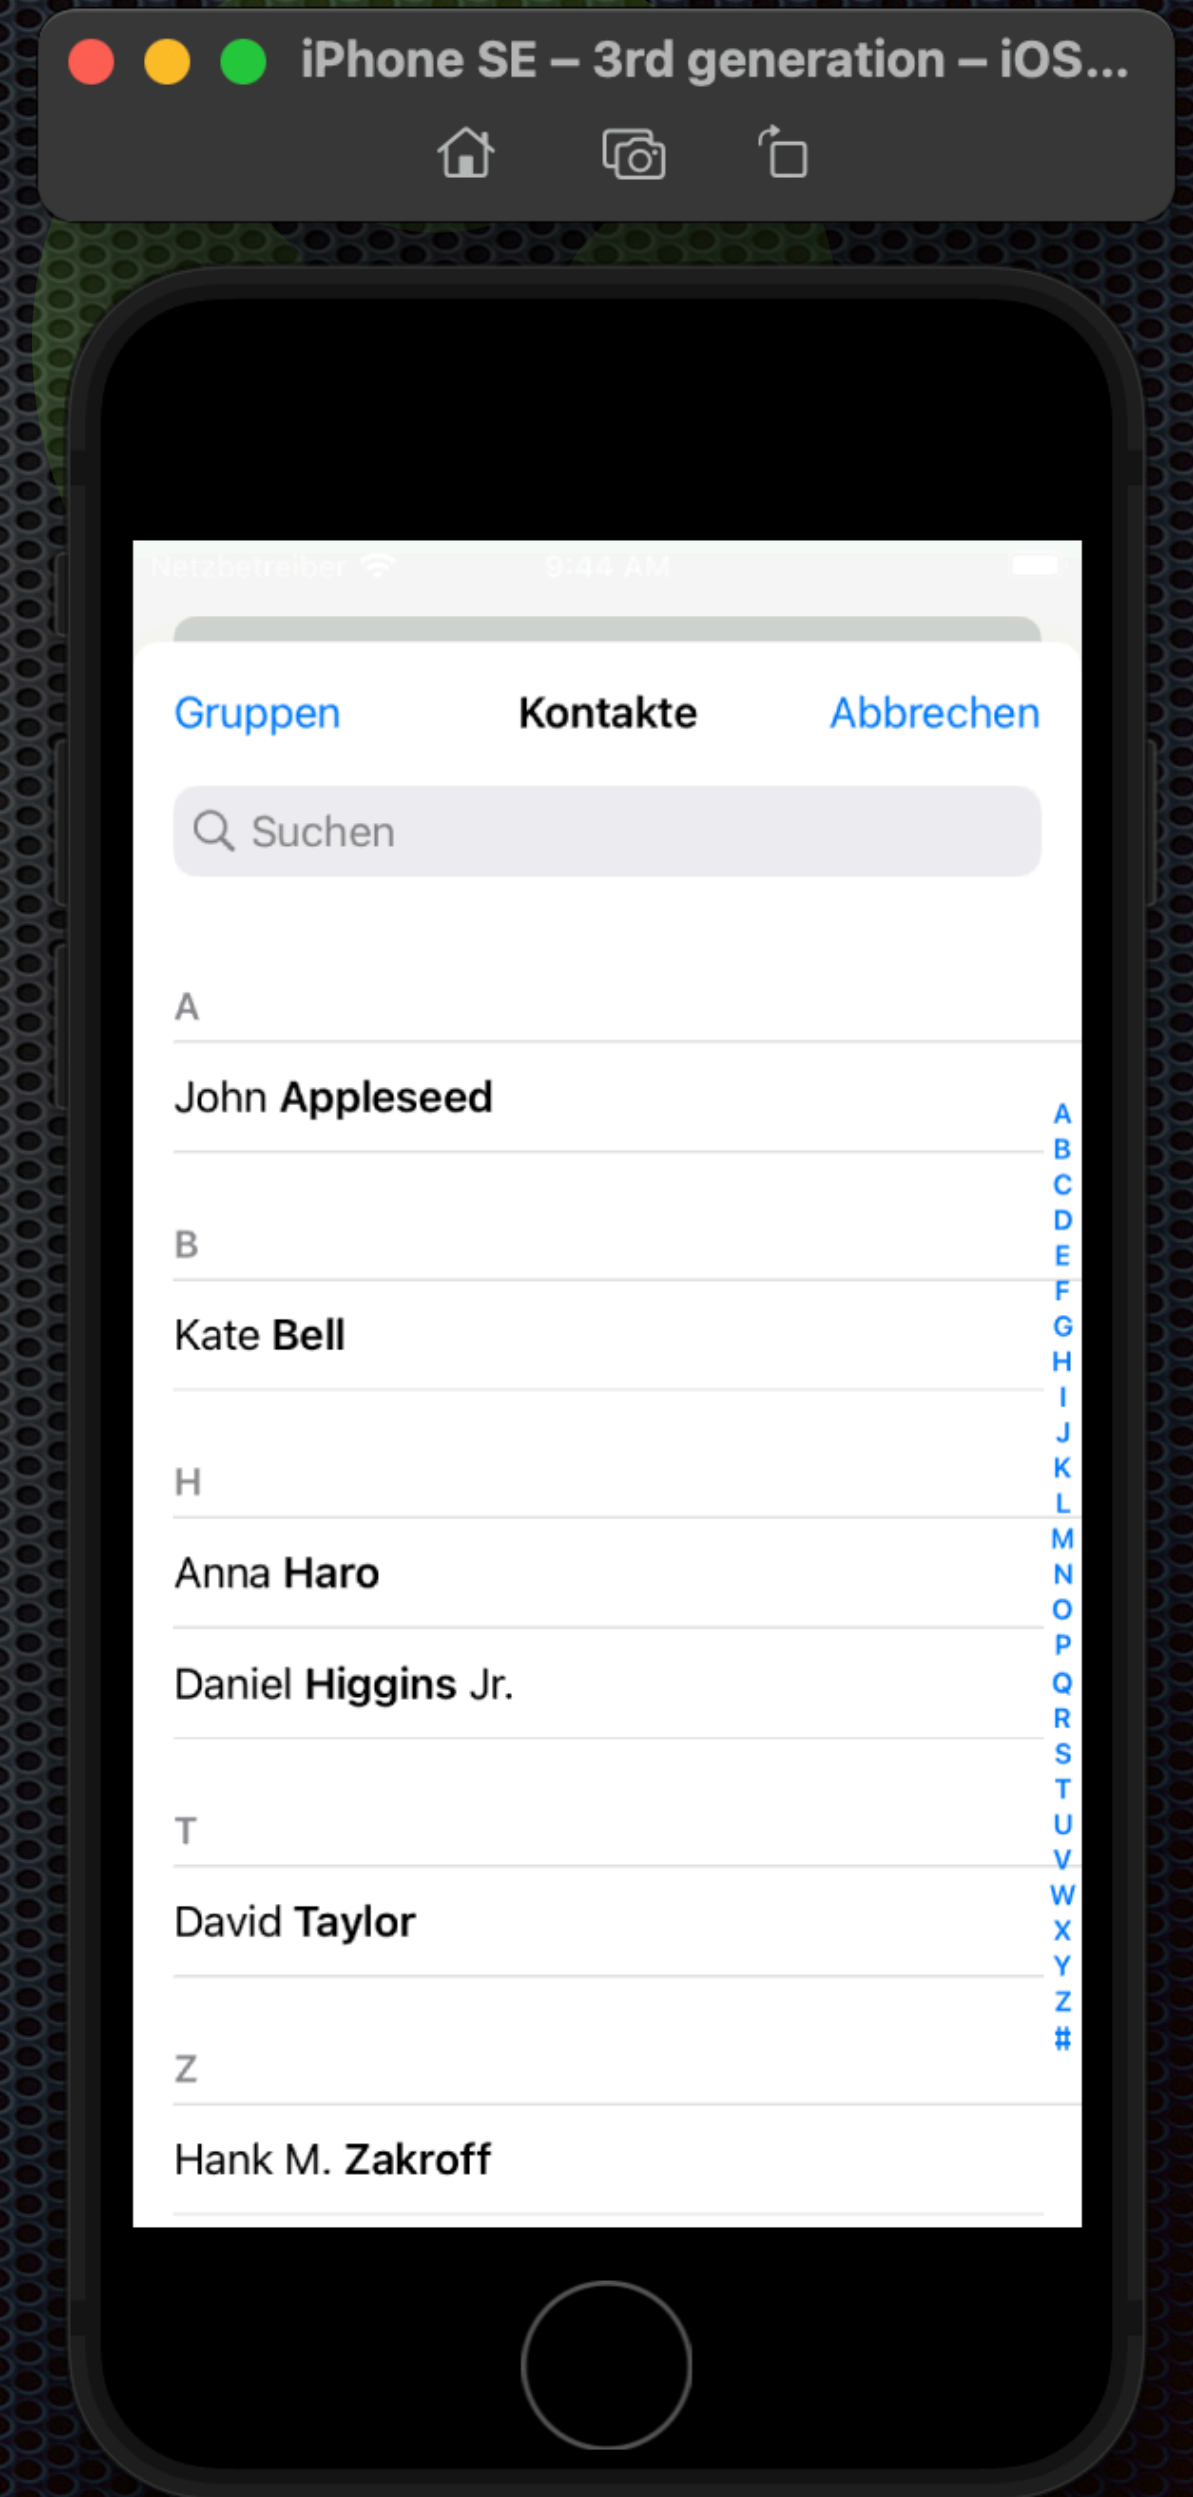 iPhone SE – 3rd generation – iOS...
Netzbetreiber 9:44 AM
Gruppen Kontakte Abbrechen
Suchen
A
John Appleseed
B
Kate Bell
H
Anna Haro
Daniel Higgins Jr.
T
David Taylor
Z
Hank M. Zakroff
A
B
C
D
E
F
G
H
I
J
K
L
M
N
O
P
Q
R
S
T
U
V
W
X
Y
Z
#